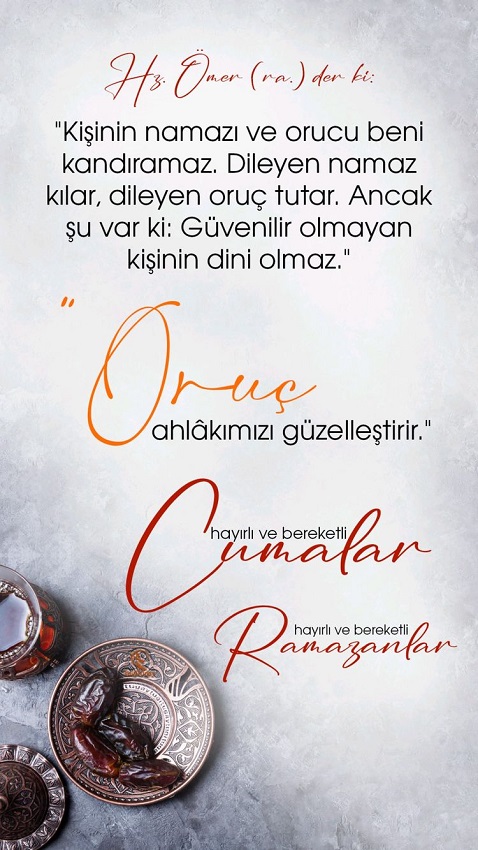 Hz. Ömer (ra.) der ki:
"Kişinin namazı ve orucu beni
kandıramaz. Dileyen namaz
kılar, dileyen oruç tutar. Ancak
şu var ki: Güvenilir olmayan
kişinin dini olmaz."
"Oruç
ahlâkımızı güzelleştirir."
hayırlı ve bereketli
Cumalar
hayırlı ve bereketli
Ramazanlar